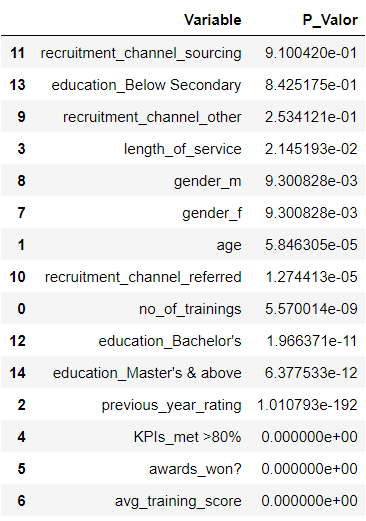 Variable P_Valor
11 recruitment_channel_sourcing 9.100420e-01
13 education_Below Secondary 8.425175e-01
9 recruitment_channel_other 2.534121e-01
3 length_of_service 2.145193e-02
8 gender_m 9.300828e-03
7 gender_f 9.300828e-03
1 age 5.846305e-05
10 recruitment_channel_referred 1.274413e-05
0 no_of_trainings 5.570014e-09
12 education_Bachelor's 1.966371e-11
14 education_Master's & above 6.377533e-12
2 previous_year_rating 1.010793e-192
4 KPIs_met >80% 0.000000e+00
5 awards_won? 0.000000e+00
6 avg_training_score 0.000000e+00